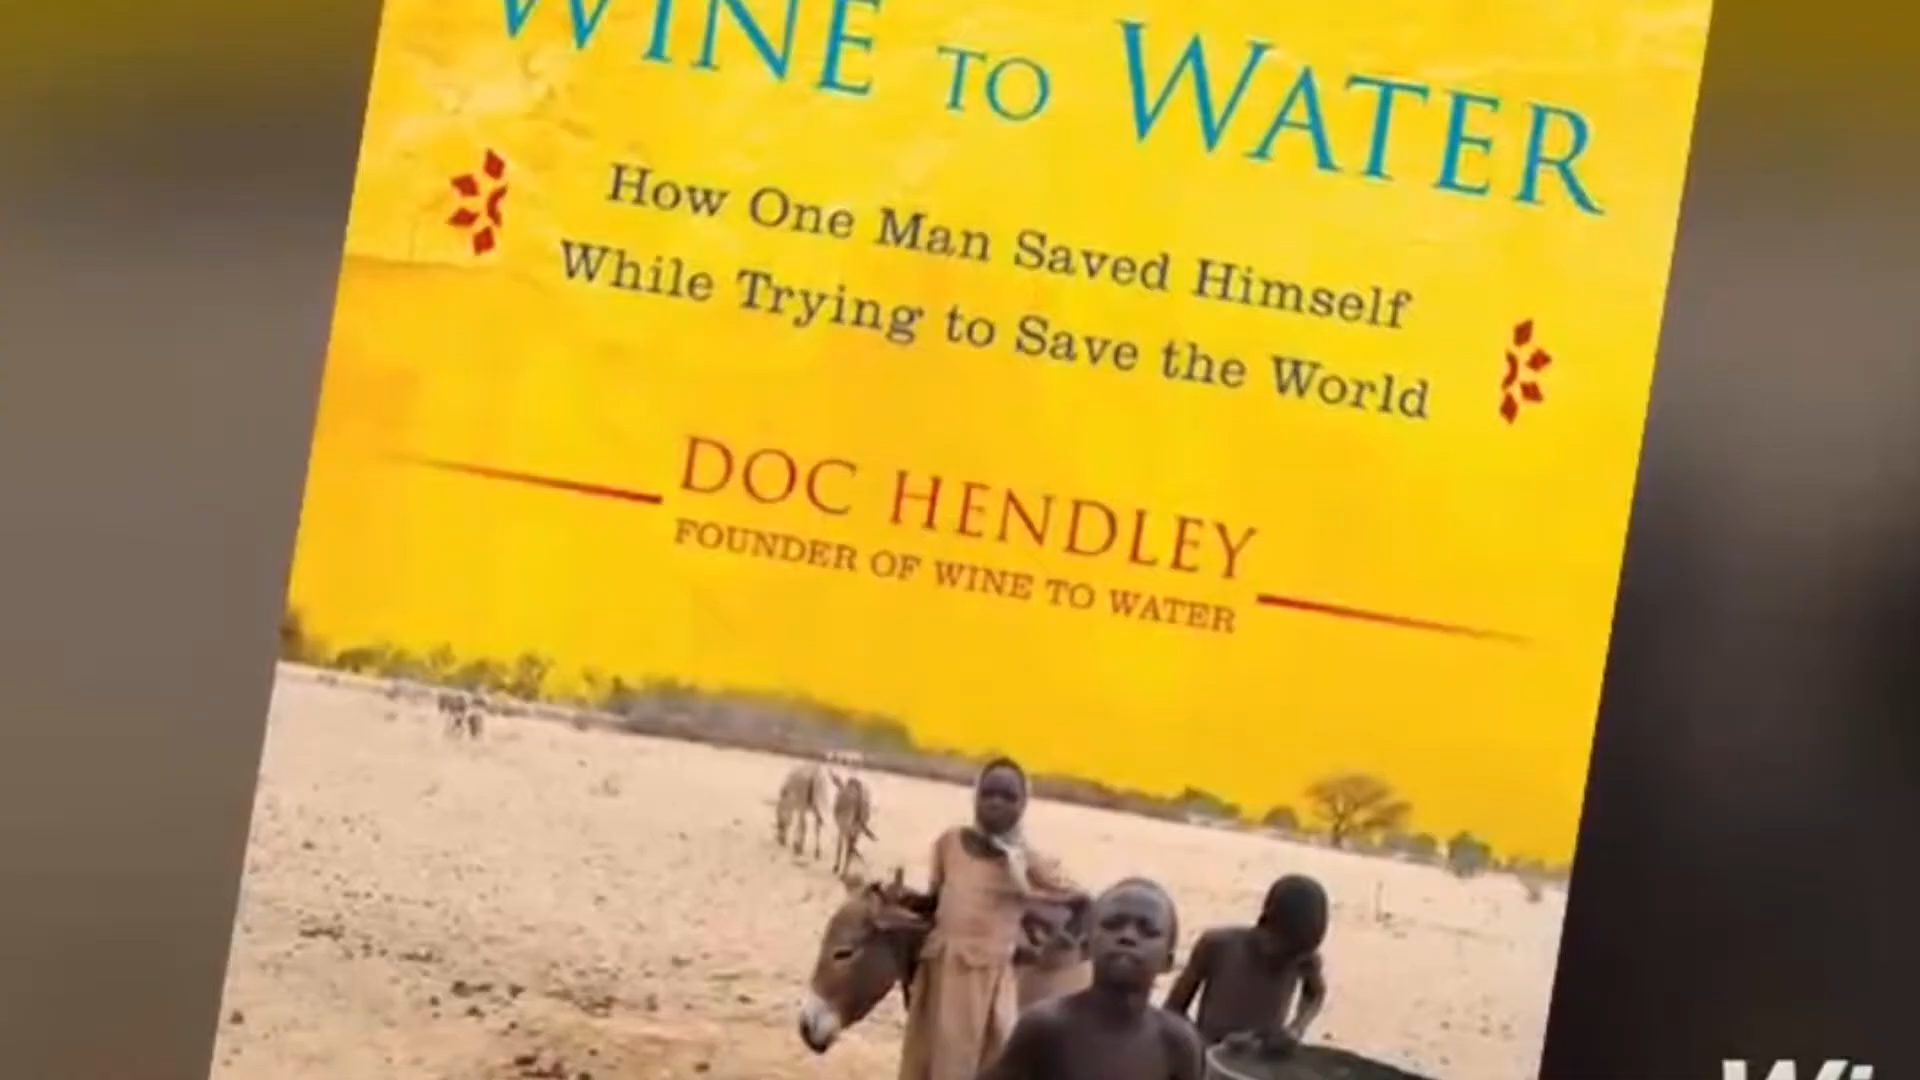 WINE TO WATER
How One Man Saved Himself
While Trying to Save the World
DOC HENDLEY
FOUNDER OF WINE TO WATER